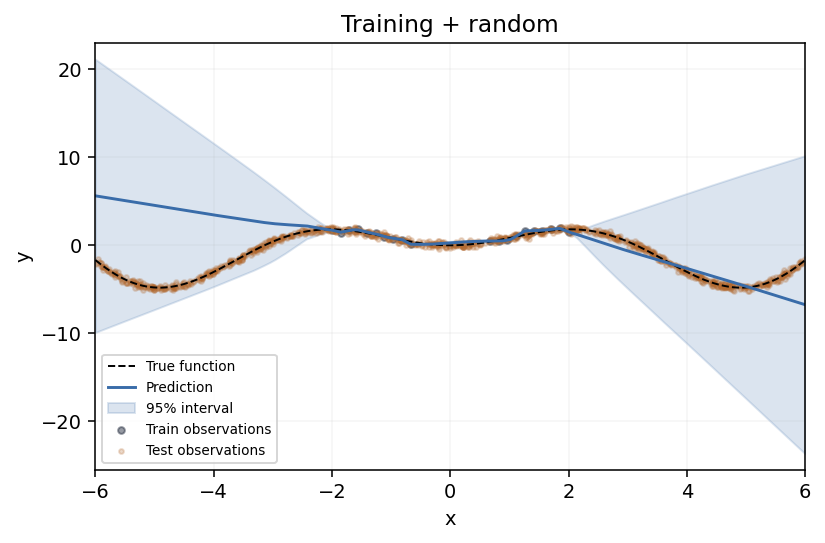 Training + random
20
10
0
−10
−20
y
True function
Prediction
95% interval
Train observations
Test observations
−6 −4 −2 0 2 4 6
x